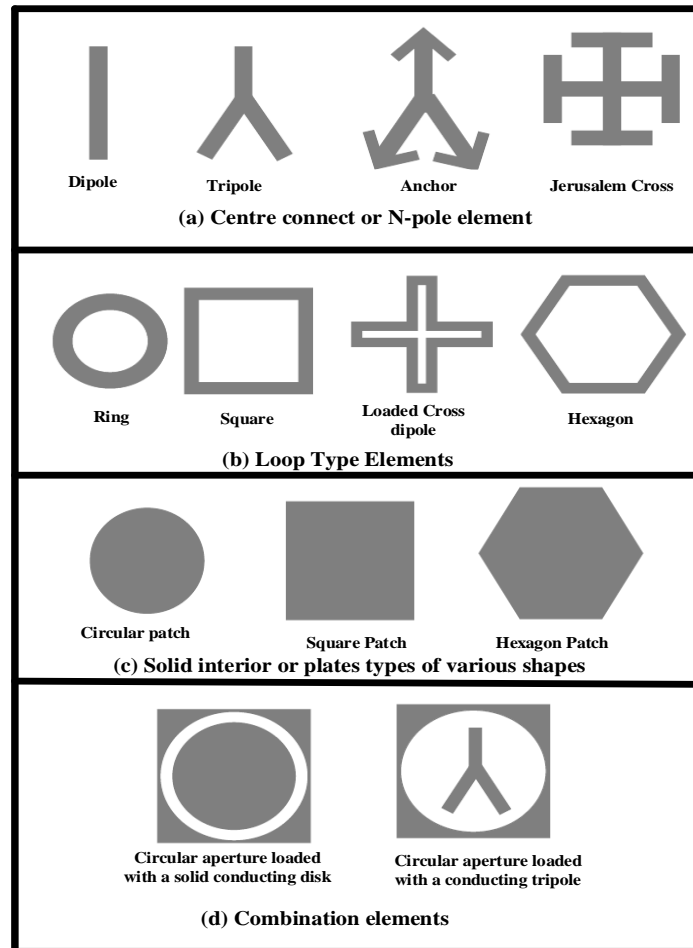 Dipole
Tripole
Anchor
Jerusalem Cross
(a) Centre connect or N-pole element
Ring
Square
Loaded Cross
dipole
Hexagon
(b) Loop Type Elements
Circular patch
Square Patch
Hexagon Patch
(c) Solid interior or plates types of various shapes
Circular aperture loaded
with a solid conducting disk
Circular aperture loaded
with a conducting tripole
(d) Combination elements